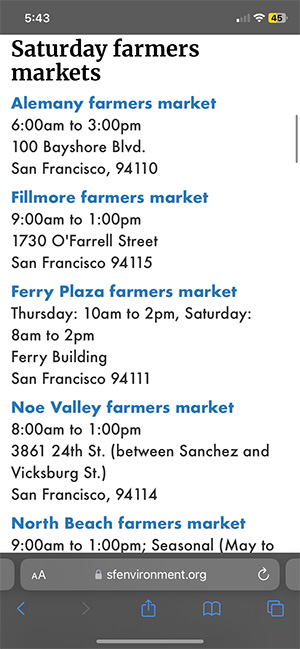 5:43
45
Saturday farmers
markets
Alemany farmers market
6:00am to 3:00pm
100 Bayshore Blvd.
San Francisco, 94110
Fillmore farmers market
9:00am to 1:00pm
1730 O'Farrell Street
San Francisco 94115
Ferry Plaza farmers market
Thursday: 10am to 2pm, Saturday:
8am to 2pm
Ferry Building
San Francisco 94111
Noe Valley farmers market
8:00am to 1:00pm
3861 24th St. (between Sanchez and
Vicksburg St.)
San Francisco, 94114
North Beach farmers market
9:00am to 1:00pm; Seasonal (May to
AA
sfenvironment.org